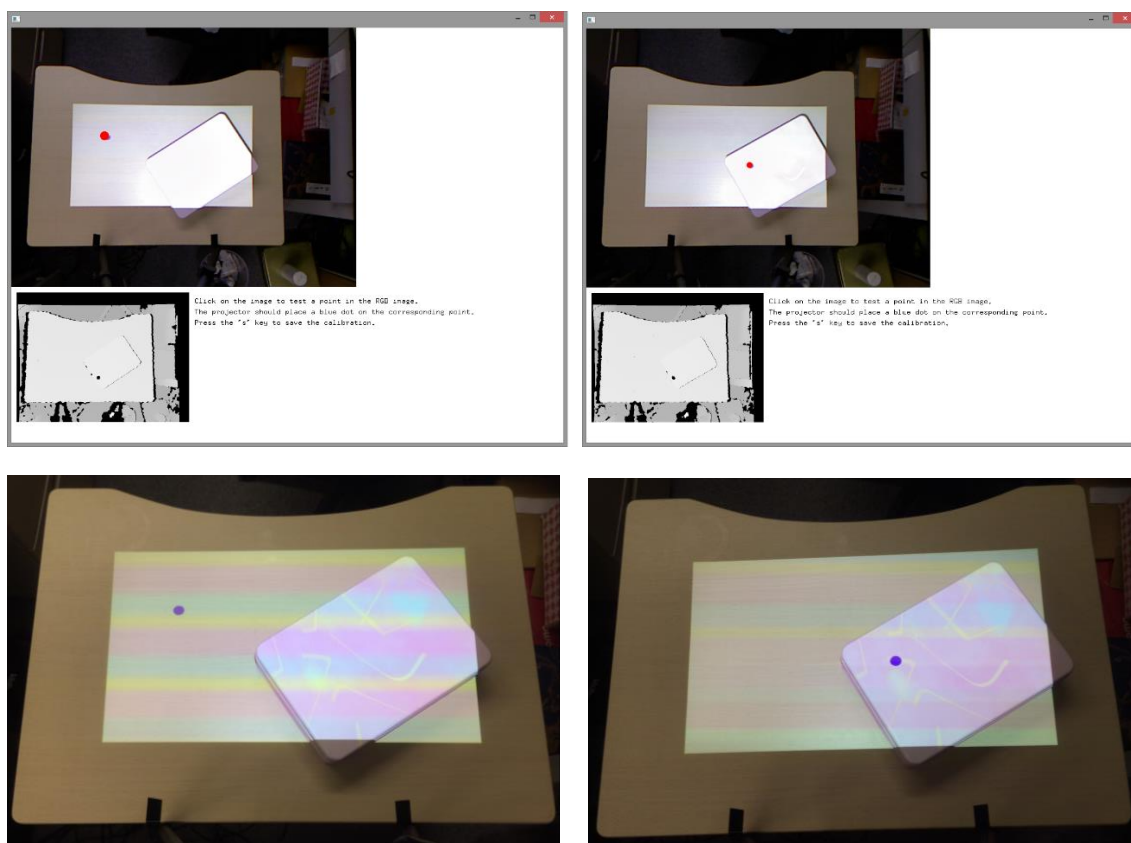 Click on the image to test a point in the RGB image.
The projector should place a blue dot on the corresponding point.
Press the "s" key to save the calibration.
Click on the image to test a point in the RGB image.
The projector should place a blue dot on the corresponding point.
Press the "s" key to save the calibration.